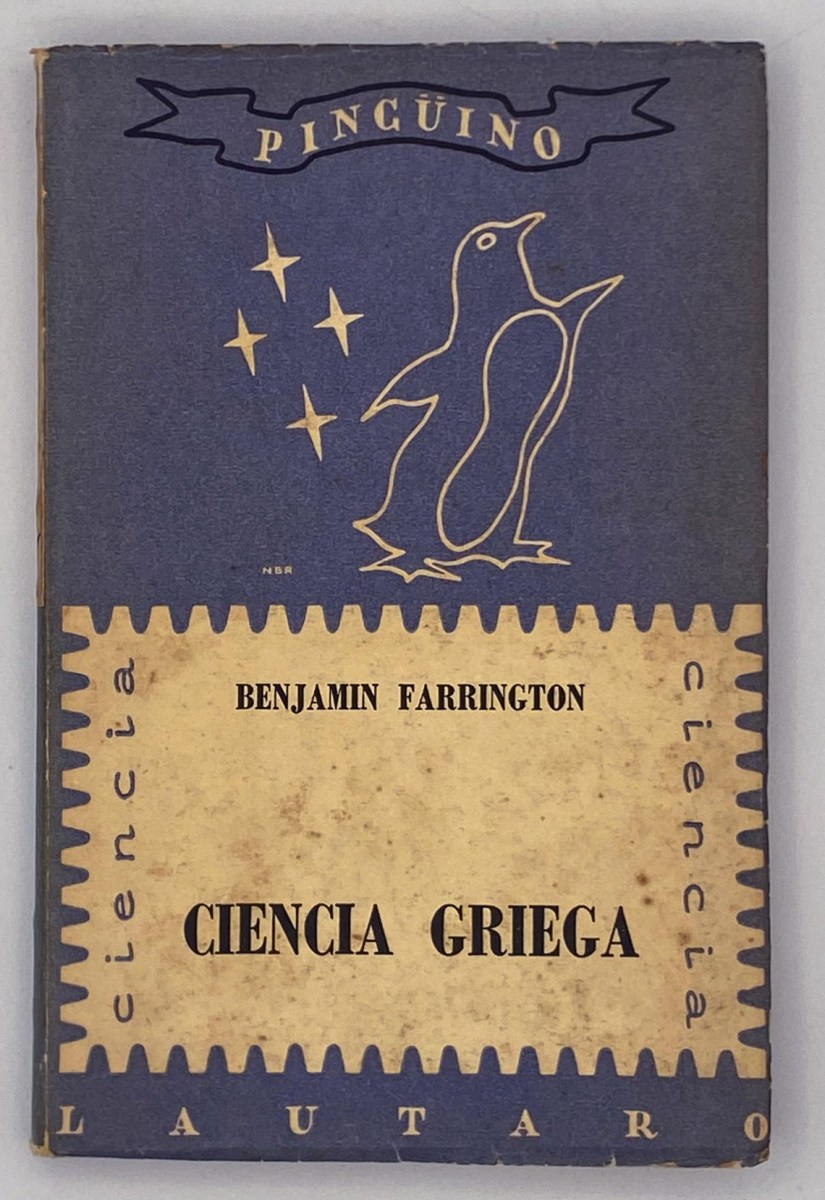 PINGÜINO
NBR
BENJAMIN FARRINGTON
ciencia
ciencia
CIENCIA GRIEGA
LAUTARO